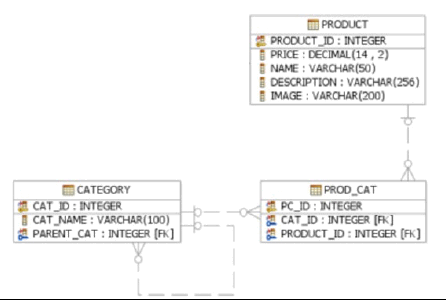 PRODUCT
PRODUCT_ID : INTEGER
PRICE : DECIMAL(14 , 2)
NAME : VARCHAR(50)
DESCRIPTION : VARCHAR(256)
IMAGE : VARCHAR(200)
CATEGORY
CAT_ID : INTEGER
CAT_NAME : VARCHAR(100)
PARENT_CAT : INTEGER [FK]
PROD_CAT
PC_ID : INTEGER
CAT_ID : INTEGER [FK]
PRODUCT_ID : INTEGER [FK]